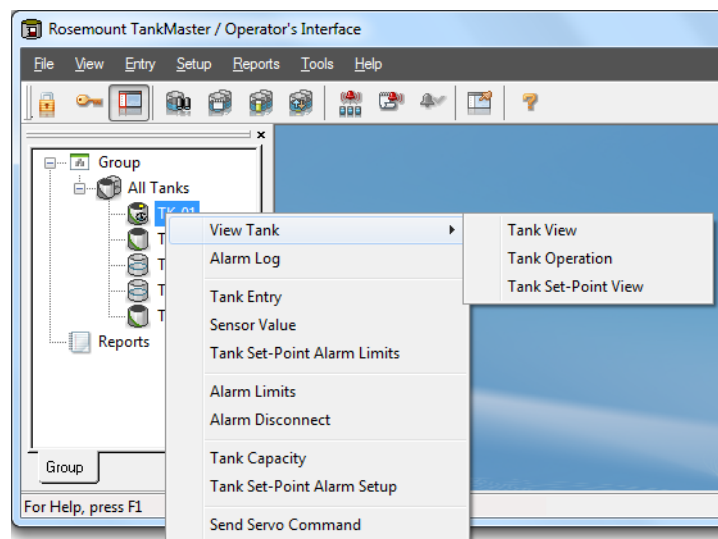 Rosemount TankMaster / Operator's Interface
File View Entry Setup Reports Tools Help
Group
All Tanks
TK-01
T
T
T
T
Reports
View Tank
Alarm Log
Tank Entry
Sensor Value
Tank Set-Point Alarm Limits
Alarm Limits
Alarm Disconnect
Tank Capacity
Tank Set-Point Alarm Setup
Send Servo Command
Tank View
Tank Operation
Tank Set-Point View
Group
For Help, press F1